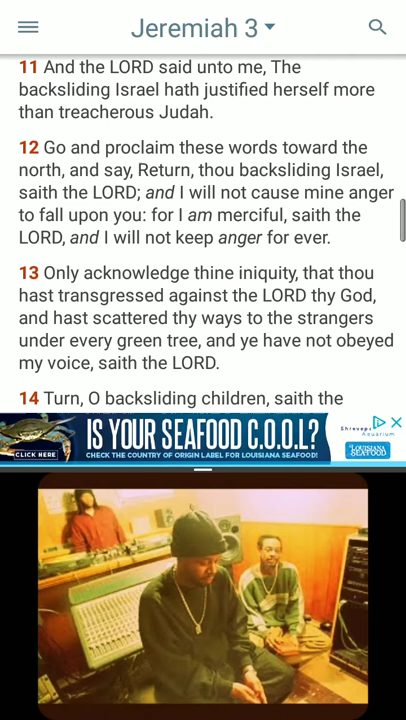 Jeremiah 3
11 And the LORD said unto me, The
backsliding Israel hath justified herself more
than treacherous Judah.
12 Go and proclaim these words toward the
north, and say, Return, thou backsliding Israel,
saith the LORD; and I will not cause mine anger
to fall upon you: for I am merciful, saith the
LORD, and I will not keep anger for ever.
13 Only acknowledge thine iniquity, that thou
hast transgressed against the LORD thy God,
and hast scattered thy ways to the strangers
under every green tree, and ye have not obeyed
my voice, saith the LORD.
14 Turn, O backsliding children, saith the
IS YOUR SEAFOOD C.O.O.L?
CLICK HERE
CHECK THE COUNTRY OF ORIGIN LABEL FOR LOUISIANA SEAFOOD!
Aquarium
LOUISIANA
SEAFOOD